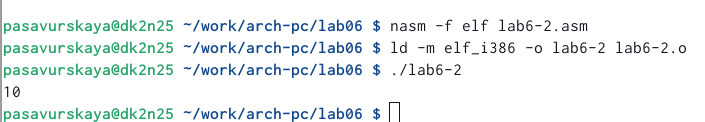 pasavurskaya@dk2n25 ~/work/arch-pc/lab06 $ nasm -f elf lab6-2.asm
pasavurskaya@dk2n25 ~/work/arch-pc/lab06 $ ld -m elf_i386 -o lab6-2 lab6-2.o
pasavurskaya@dk2n25 ~/work/arch-pc/lab06 $ ./lab6-2
10
pasavurskaya@dk2n25 ~/work/arch-pc/lab06 $